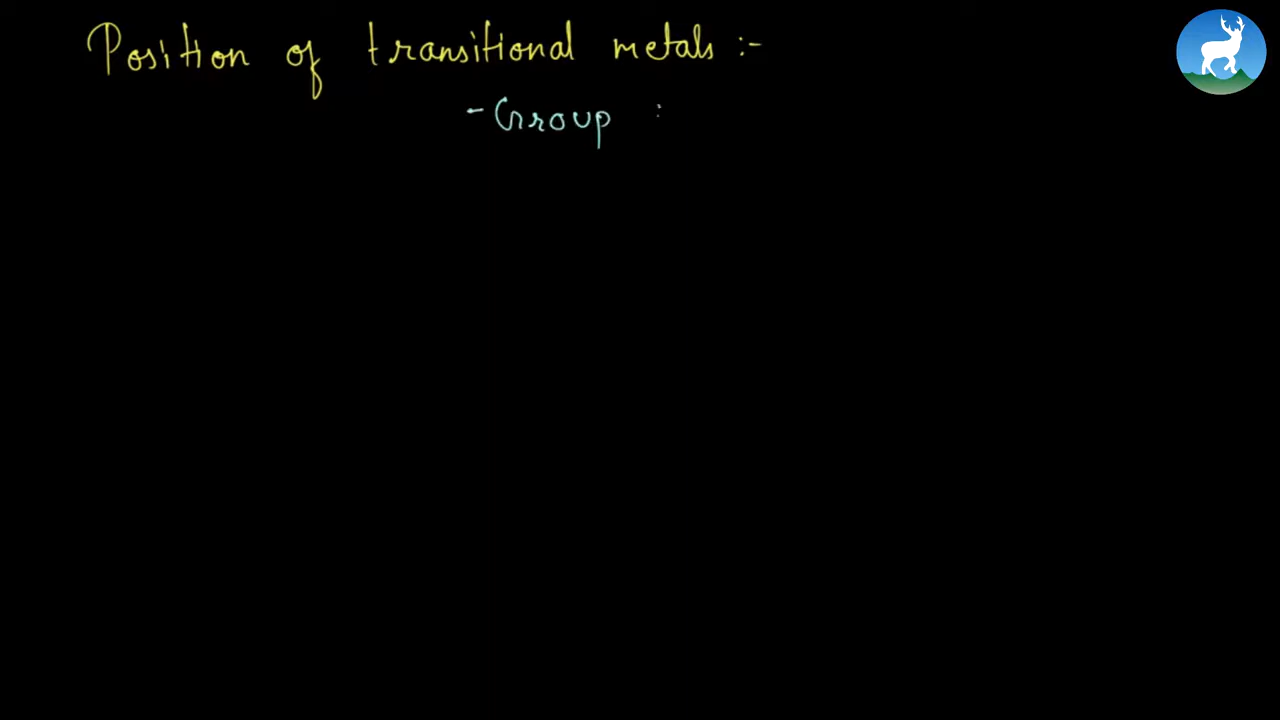 Position of transitional metals :-
- Group :